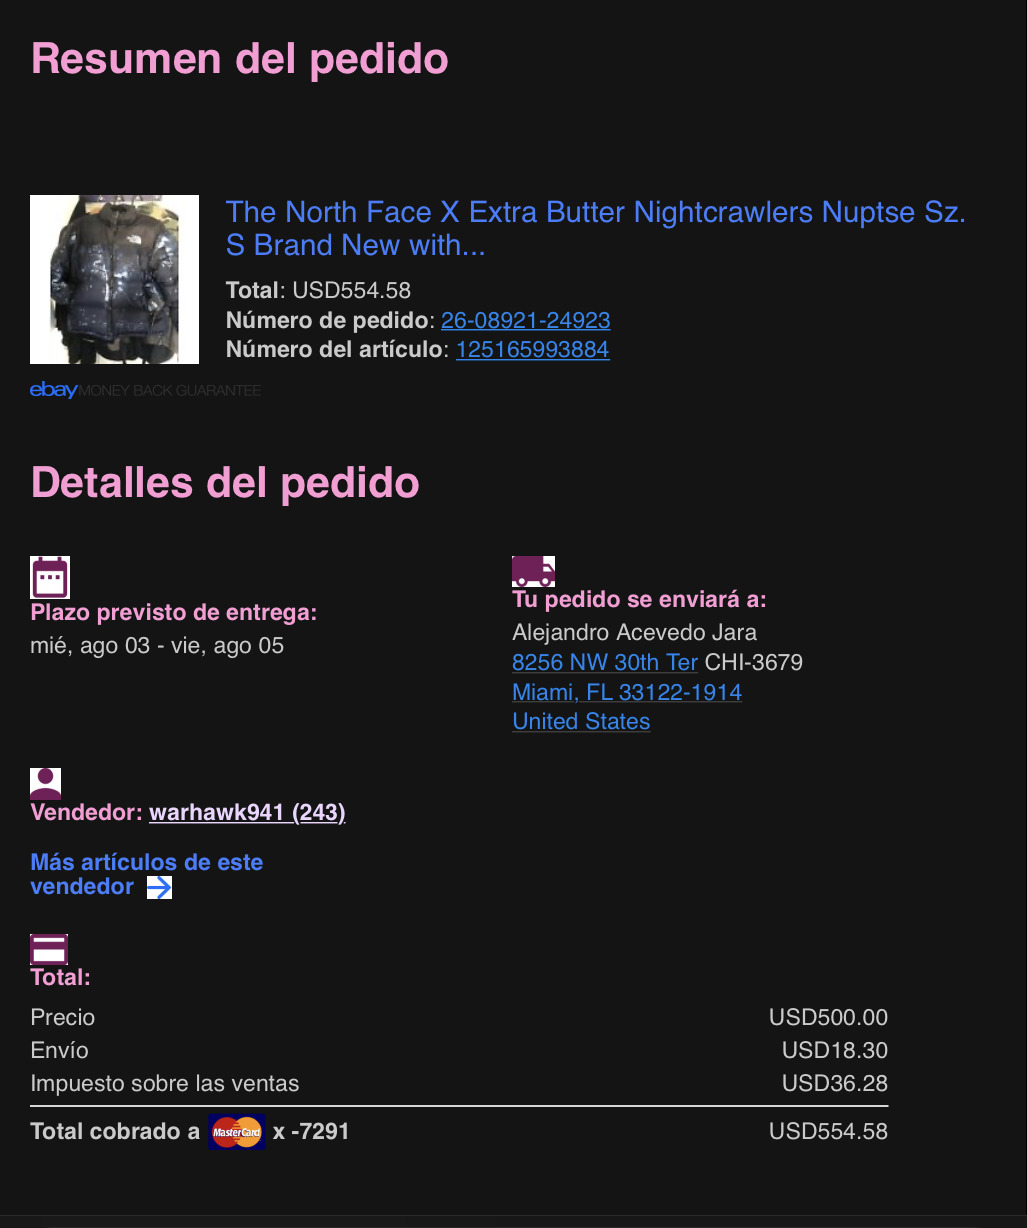 Resumen del pedido
The North Face X Extra Butter Nightcrawlers Nuptse Sz.
S Brand New with...
Total: USD554.58
Número de pedido: 26-08921-24923
Número del artículo: 125165993884
ebay MONEY BACK GUARANTEE
Detalles del pedido
Plazo previsto de entrega:
mié, ago 03 - vie, ago 05
Tu pedido se enviará a:
Alejandro Acevedo Jara
8256 NW 30th Ter CHI-3679
Miami, FL 33122-1914
United States
Vendedor: warhawk941 (243)
Más artículos de este
vendedor
Total:
Precio USD500.00
Envío USD18.30
Impuesto sobre las ventas USD36.28
Total cobrado a MasterCard x -7291 USD554.58